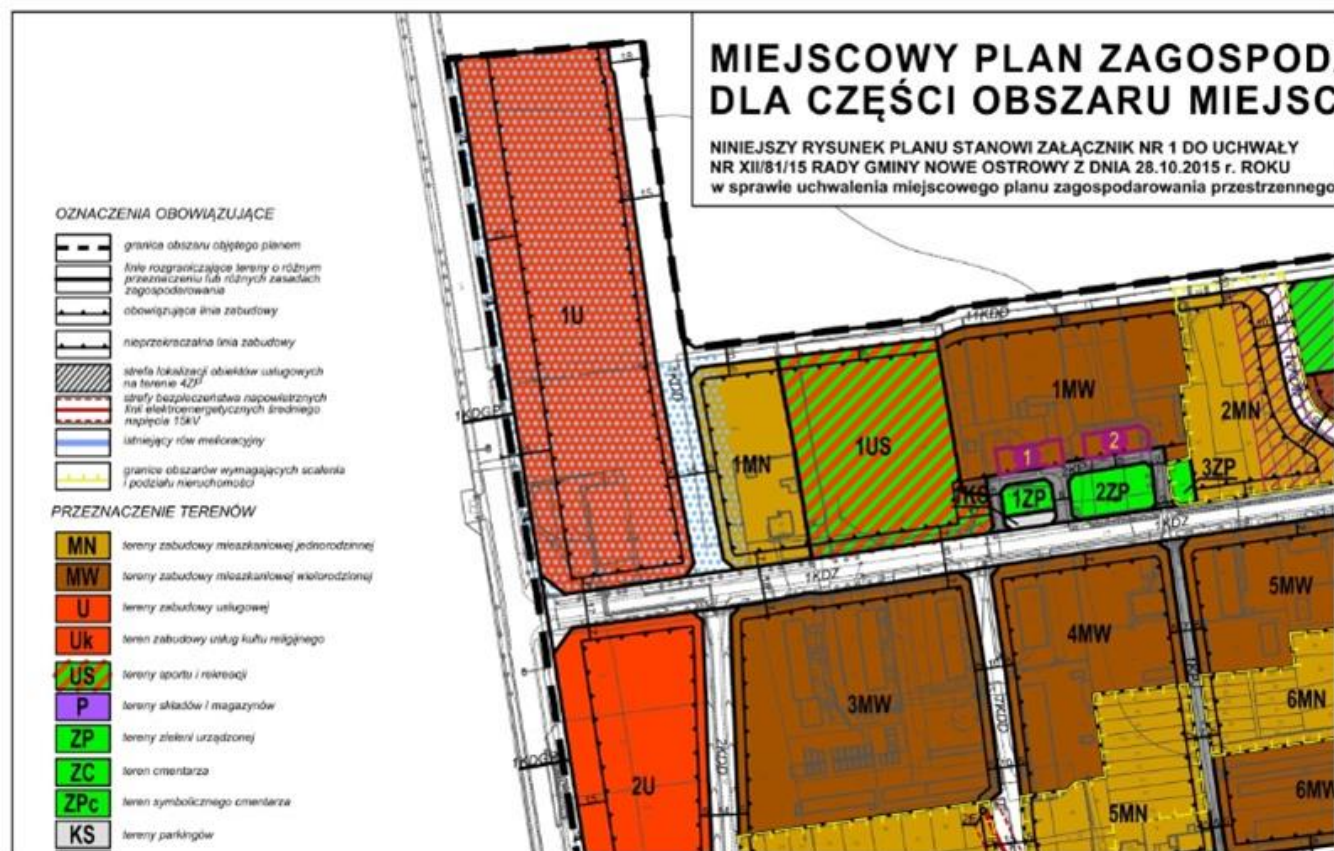 MIEJSCOWY PLAN ZAGOSPOD
DLA CZĘŚCI OBSZARU MIEJSC
NINIEJSZY RYSUNEK PLANU STANOWI ZAŁĄCZNIK NR 1 DO UCHWAŁY
NR XII/81/15 RADY GMINY NOWE OSTROWY Z DNIA 28.10.2015 r. ROKU
w sprawie uchwalenia miejscowego planu zagospodarowania przestrzennego
OZNACZENIA OBOWIĄZUJĄCE
granica obszaru objętego planem
linie rozgraniczające tereny o różnym
przeznaczeniu lub różnych zasadach
zagospodarowania
obowiązująca linia zabudowy
nieprzekraczalna linia zabudowy
strefa lokalizacji obiektów usługowych
na terenie 4ZP
strefy bezpieczeństwa napowietrznych
linii elektroenergetycznych średniego
napięcia 15kV
istniejący rów melioracyjny
granice obszarów wymagających scalenia
i podziału nieruchomości
PRZEZNACZENIE TERENÓW
MN tereny zabudowy mieszkaniowej jednorodzinnej
MW tereny zabudowy mieszkaniowej wielorodzinnej
U tereny zabudowy usługowej
Uk teren zabudowy usług kultu religijnego
US tereny sportu i rekreacji
P tereny składów i magazynów
ZP tereny zieleni urządzonej
ZC teren cmentarza
ZPc teren symbolicznego cmentarza
KS tereny parkingów
1U
1KDD
11KDD
1MW
2MN
1MN
1US
1
2
3ZP
1ZP
2ZP
1KDZ
1KDZ
5MW
4MW
3MW
6MN
2KDD
2U
5MN
6MW